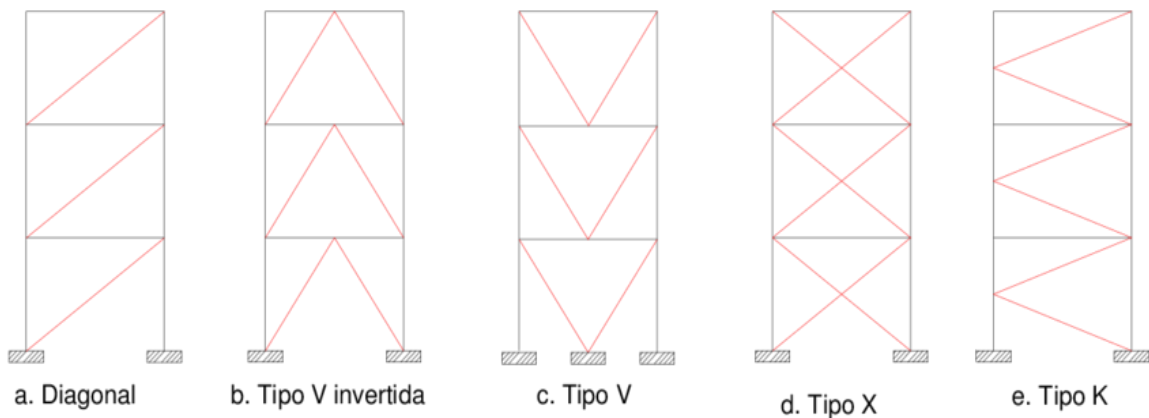 a. Diagonal
b. Tipo V invertida
c. Tipo V
d. Tipo X
e. Tipo K